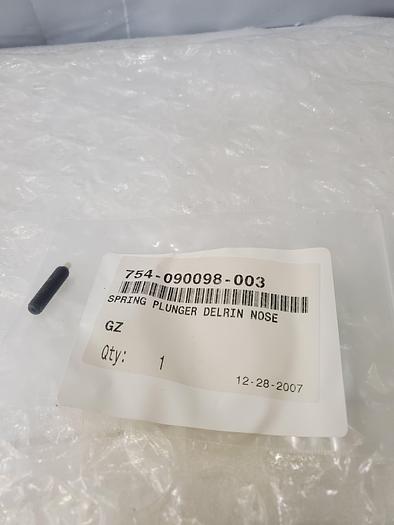 754-090098-003
SPRING PLUNGER DELRIN NOSE
GZ
Qty: 1
12-28-2007